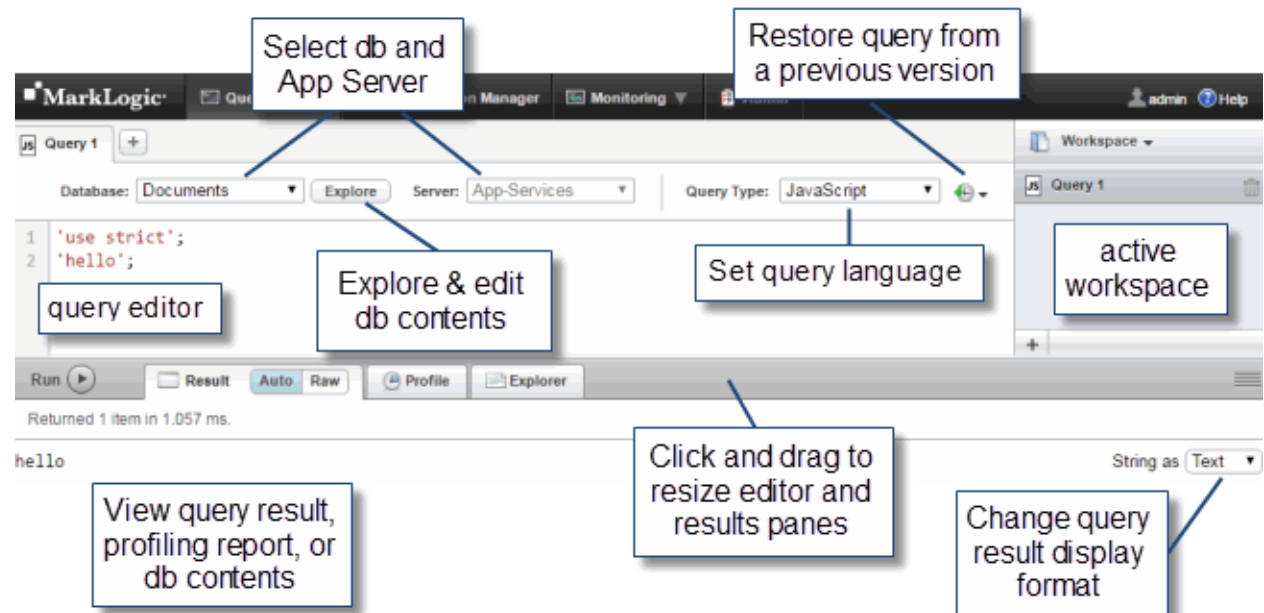 Select db and
App Server
Restore query from
a previous version
MarkLogic
Manager
Monitoring
admin
Help
Query 1
+
Workspace
Database: Documents
Explore
Server: App-Services
Query Type: JavaScript
JS Query 1
1 'use strict';
2 'hello';
query editor
Explore & edit
db contents
Set query language
active
workspace
+
Run
Result
Auto
Raw
Profile
Explorer
Returned 1 item in 1.057 ms.
hello
String as Text
View query result,
profiling report, or
db contents
Click and drag to
resize editor and
results panes
Change query
result display
format